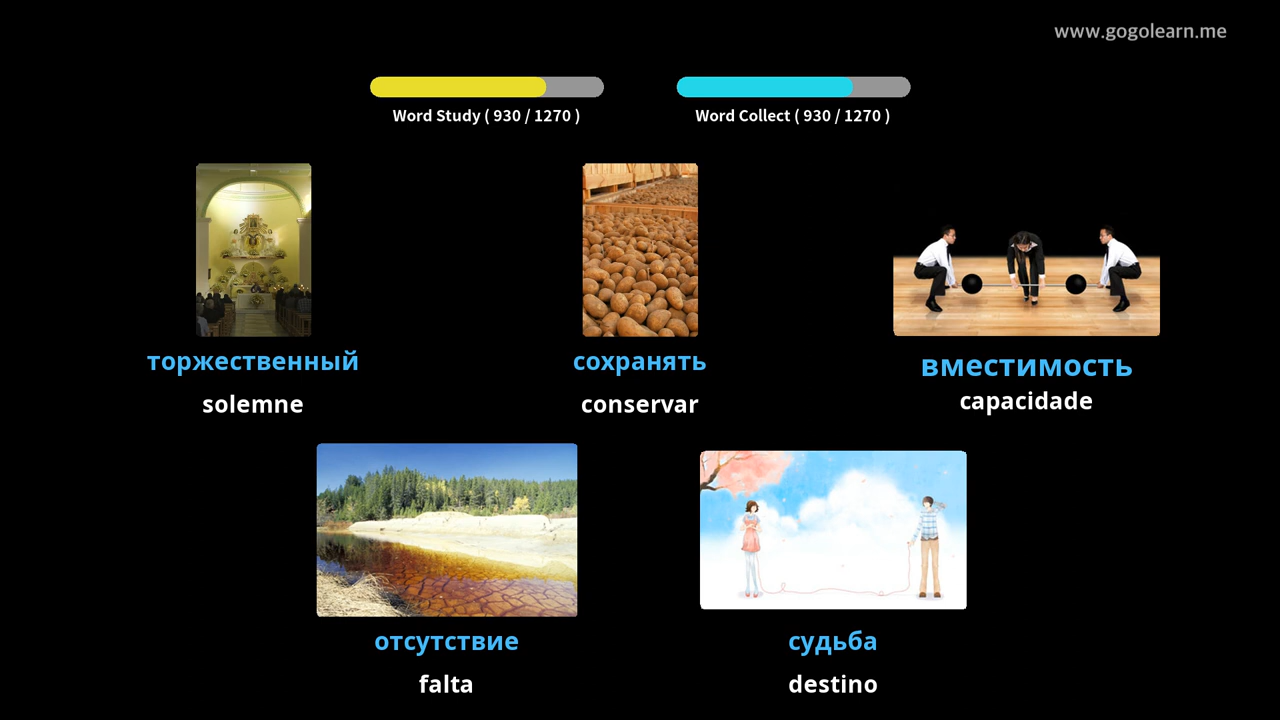 www.gogolearn.me
Word Study ( 930 / 1270 )
Word Collect ( 930 / 1270 )
торжественный
solemne
сохранять
conservar
вместимость
capacidade
отсутствие
falta
судьба
destino